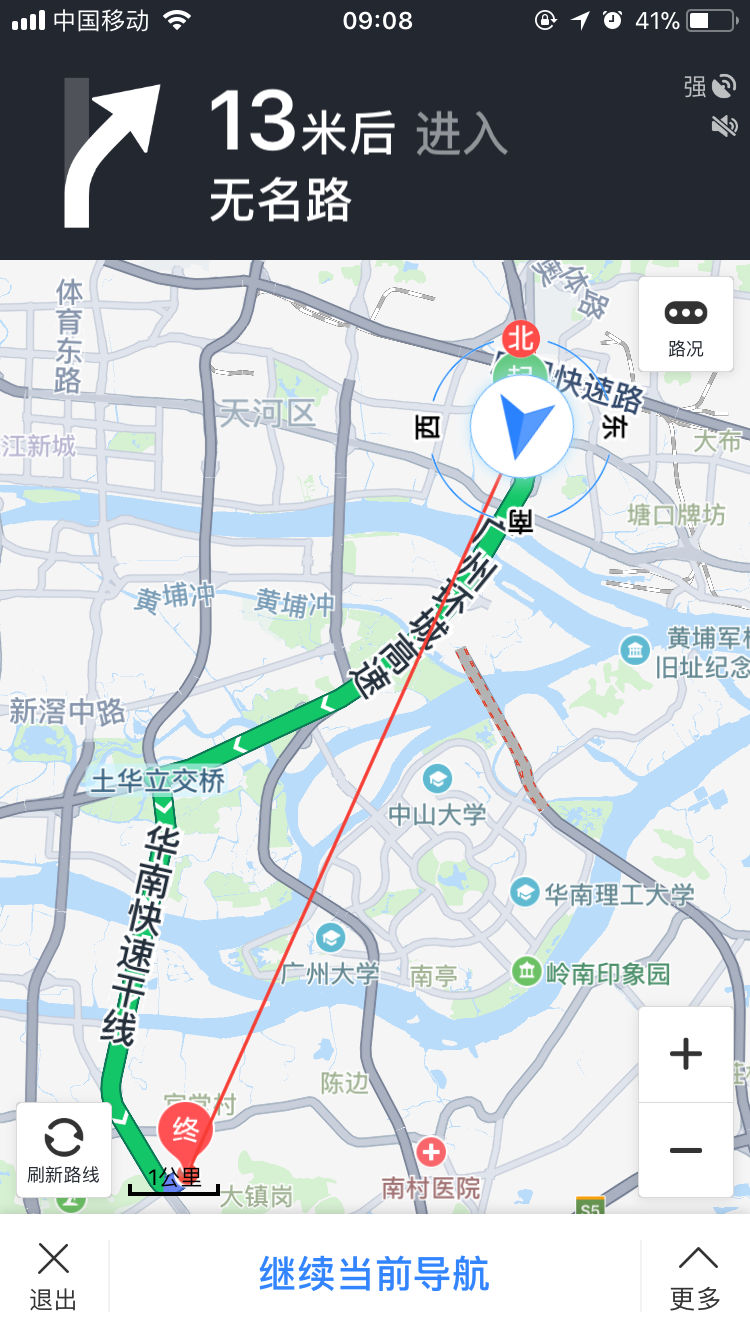 中国移动
09:08
41%
13米后 进入
无名路
强
体育东路
奥体路
路况
北
快速路
天河区
西
东
江新城
大布
南
塘口牌坊
广州环城高速
黄埔冲
黄埔冲
黄埔军
旧址纪念
新滘中路
土华立交桥
中山大学
华南快速干线
华南理工大学
广州大学
南亭
岭南印象园
陈边
终
刷新路线
1公里
大镇岗
南村医院
S5
退出
继续当前导航
更多